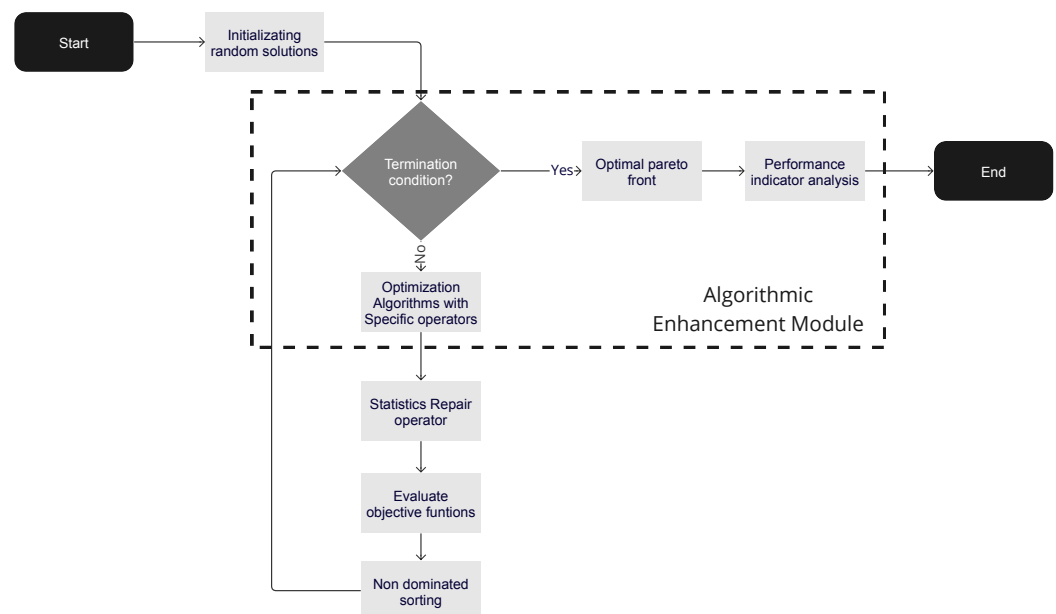 Start
Initializating
random solutions
Termination
condition?
Yes
Optimal pareto
front
Performance
indicator analysis
End
No
Optimization
Algorithms with
Specific operators
Algorithmic
Enhancement Module
Statistics Repair
operator
Evaluate
objective funtions
Non dominated
sorting